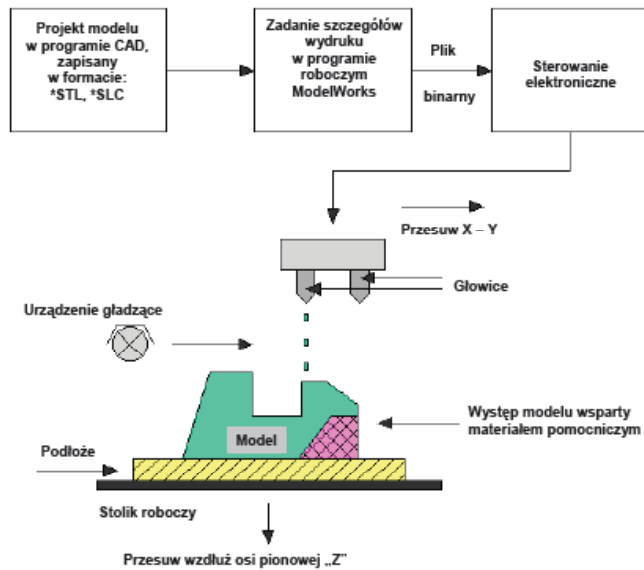 Projekt modelu
w programie CAD,
zapisany
w formacie:
*STL, *SLC
Zadanie szczegółów
wydruku
w programie
roboczym
ModelWorks
Plik
binarny
Sterowanie
elektroniczne
Przesuw X – Y
Głowice
Urządzenie gładzące
Model
Występ modelu wsparty
materiałem pomocniczym
Podłoże
Stolik roboczy
Przesuw wzdłuż osi pionowej „Z”